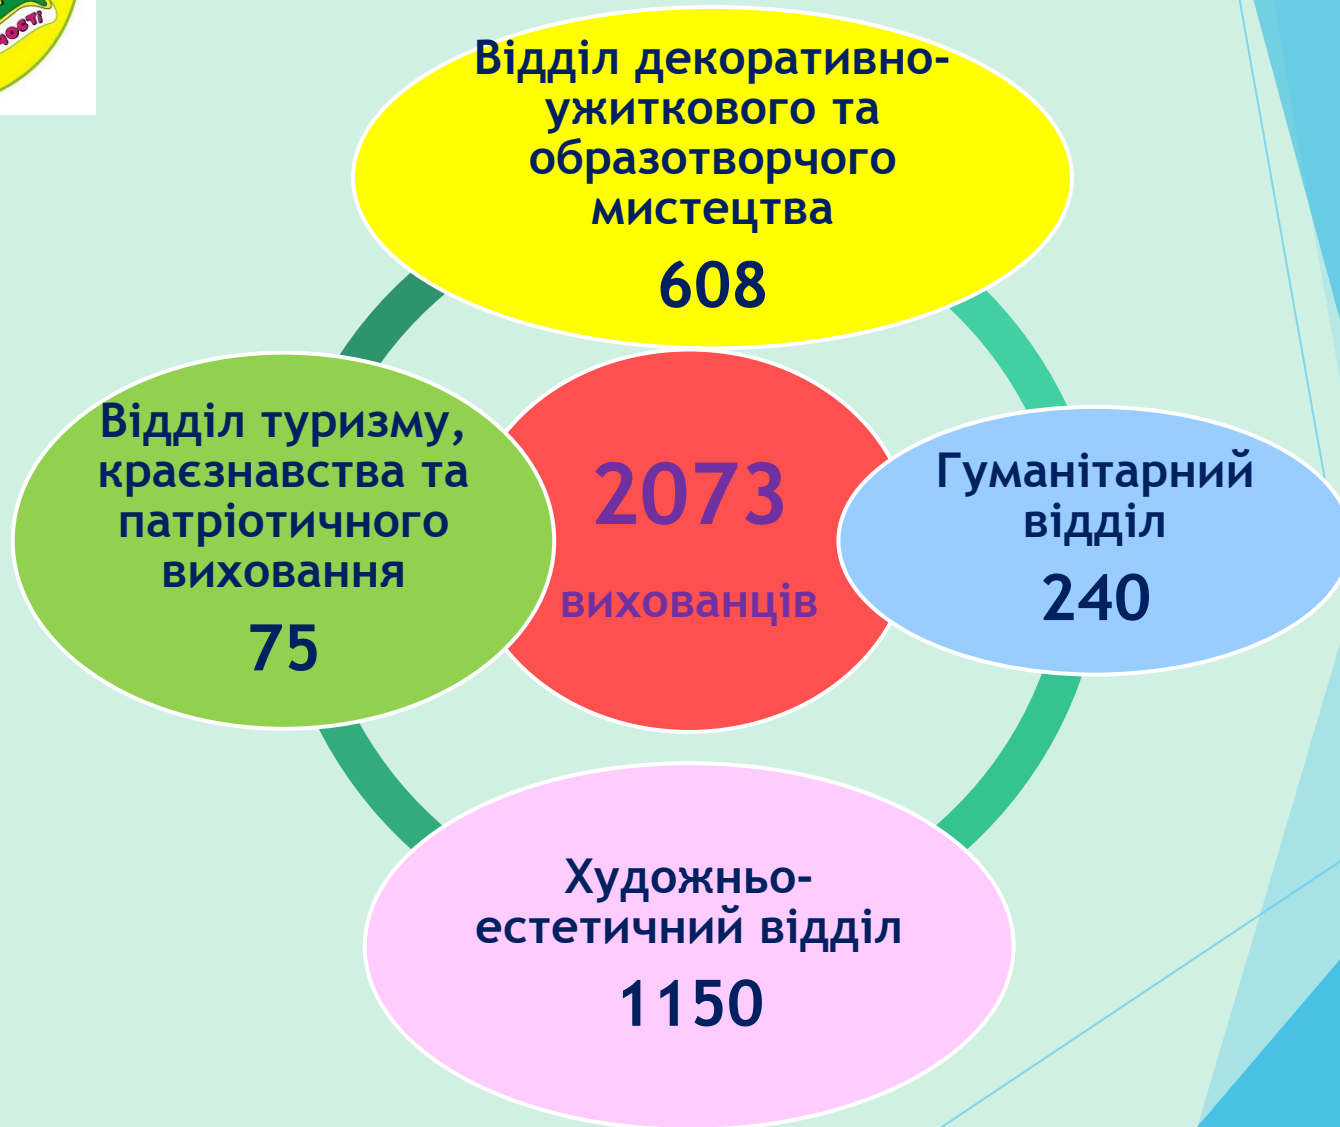 Відділ декоративно-
ужиткового та
образотворчого
мистецтва
608
Відділ туризму,
краєзнавства та
патріотичного
виховання
75
2073
вихованців
Гуманітарний
відділ
240
Художньо-
естетичний відділ
1150